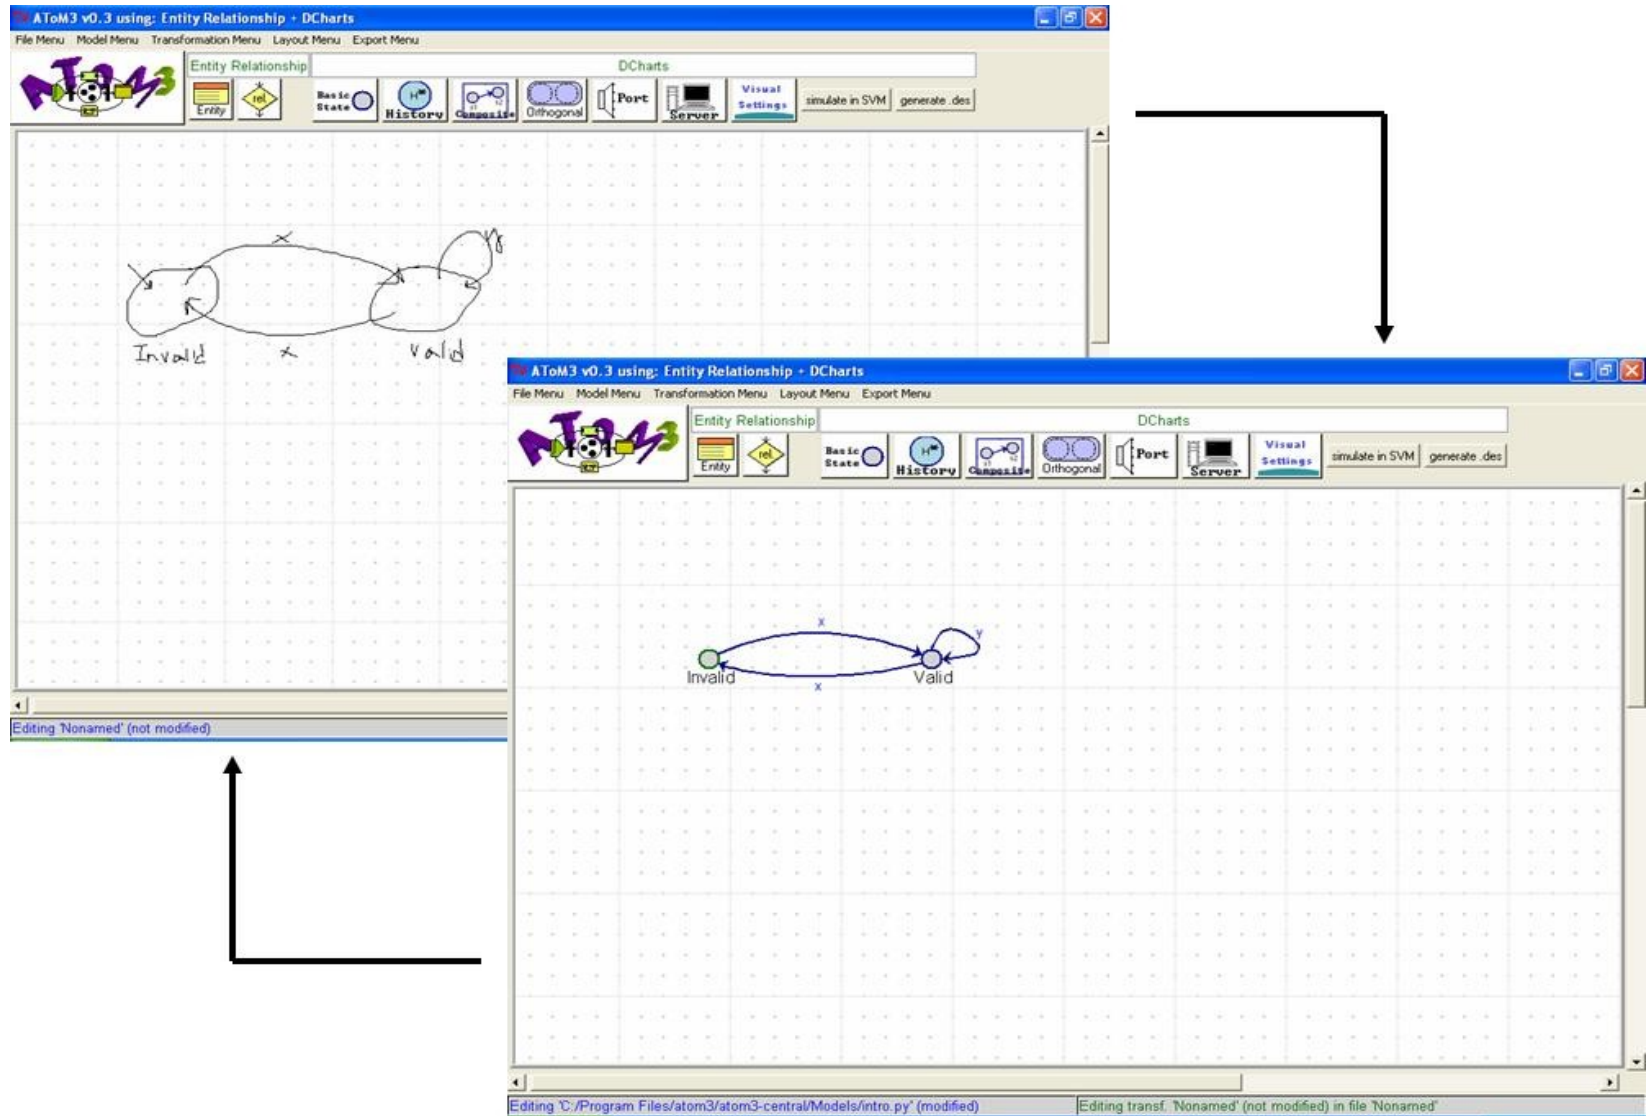 AToM3 v0.3 using: Entity Relationship + DCharts
File Menu Model Menu Transformation Menu Layout Menu Export Menu
AToM3
Entity Relationship
DCharts
Entity
rel
Basic State
H*
History
Composite
Orthogonal
Port
Server
Visual Settings
simulate in SVM
generate .des
x
y
Invalid
x
Valid
Editing 'Nonamed' (not modified)
AToM3 v0.3 using: Entity Relationship + DCharts
File Menu Model Menu Transformation Menu Layout Menu Export Menu
AToM3
Entity Relationship
DCharts
Entity
rel
Basic State
H*
History
Composite
Orthogonal
Port
Server
Visual Settings
simulate in SVM
generate .des
x
y
Invalid
Valid
x
Editing 'C:/Program Files/atom3/atom3-central/Models/intro.py' (modified)
Editing transf. 'Nonamed' (not modified) in file 'Nonamed'